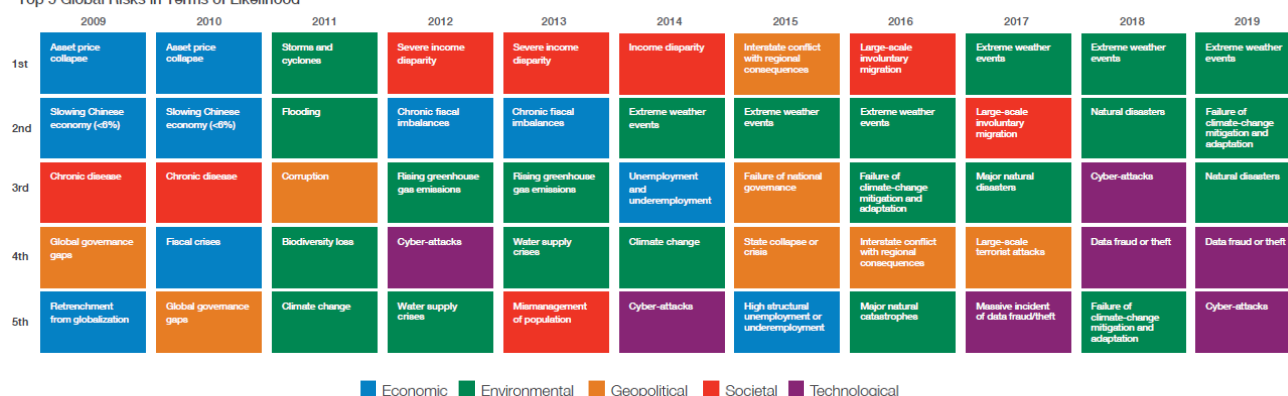 Top 5 Global Risks in Terms of Likelihood
2009 2010 2011 2012 2013 2014 2015 2016 2017 2018 2019
1st
Asset price
collapse
Asset price
collapse
Storms and
cyclones
Severe income
disparity
Severe income
disparity
Income disparity
Interstate conflict
with regional
consequences
Large-scale
involuntary
migration
Extreme weather
events
Extreme weather
events
Extreme weather
events
2nd
Slowing Chinese
economy (<6%)
Slowing Chinese
economy (<6%)
Flooding
Chronic fiscal
imbalances
Chronic fiscal
imbalances
Extreme weather
events
Extreme weather
events
Extreme weather
events
Large-scale
involuntary
migration
Natural disasters
Failure of
climate-change
mitigation and
adaptation
3rd
Chronic disease
Chronic disease
Corruption
Rising greenhouse
gas emissions
Rising greenhouse
gas emissions
Unemployment
and
underemployment
Failure of national
governance
Failure of
climate-change
mitigation and
adaptation
Major natural
disasters
Cyber-attacks
Natural disasters
4th
Global governance
gaps
Fiscal crises
Biodiversity loss
Cyber-attacks
Water supply
crises
Climate change
State collapse or
crisis
Interstate conflict
with regional
consequences
Large-scale
terrorist attacks
Data fraud or theft
Data fraud or theft
5th
Retrenchment
from globalization
Global governance
gaps
Climate change
Water supply
crises
Mismanagement
of population
Cyber-attacks
High structural
unemployment or
underemployment
Major natural
catastrophes
Massive incident
of data fraud/theft
Failure of
climate-change
mitigation and
adaptation
Cyber-attacks
Economic Environmental Geopolitical Societal Technological